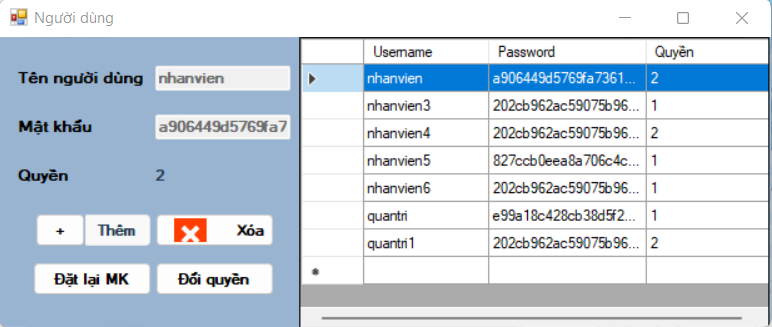 Người dùng
Tên người dùng nhanvien
Mật khẩu a906449d5769fa7
Quyền 2
+ Thêm Xóa
Đặt lại MK Đổi quyền
Username Password Quyền
nhanvien a906449d5769fa7361... 2
nhanvien3 202cb962ac59075b96... 1
nhanvien4 202cb962ac59075b96... 2
nhanvien5 827ccb0eea8a706c4c... 1
nhanvien6 202cb962ac59075b96... 1
quantri e99a18c428cb38d5f2... 1
quantri1 202cb962ac59075b96... 2